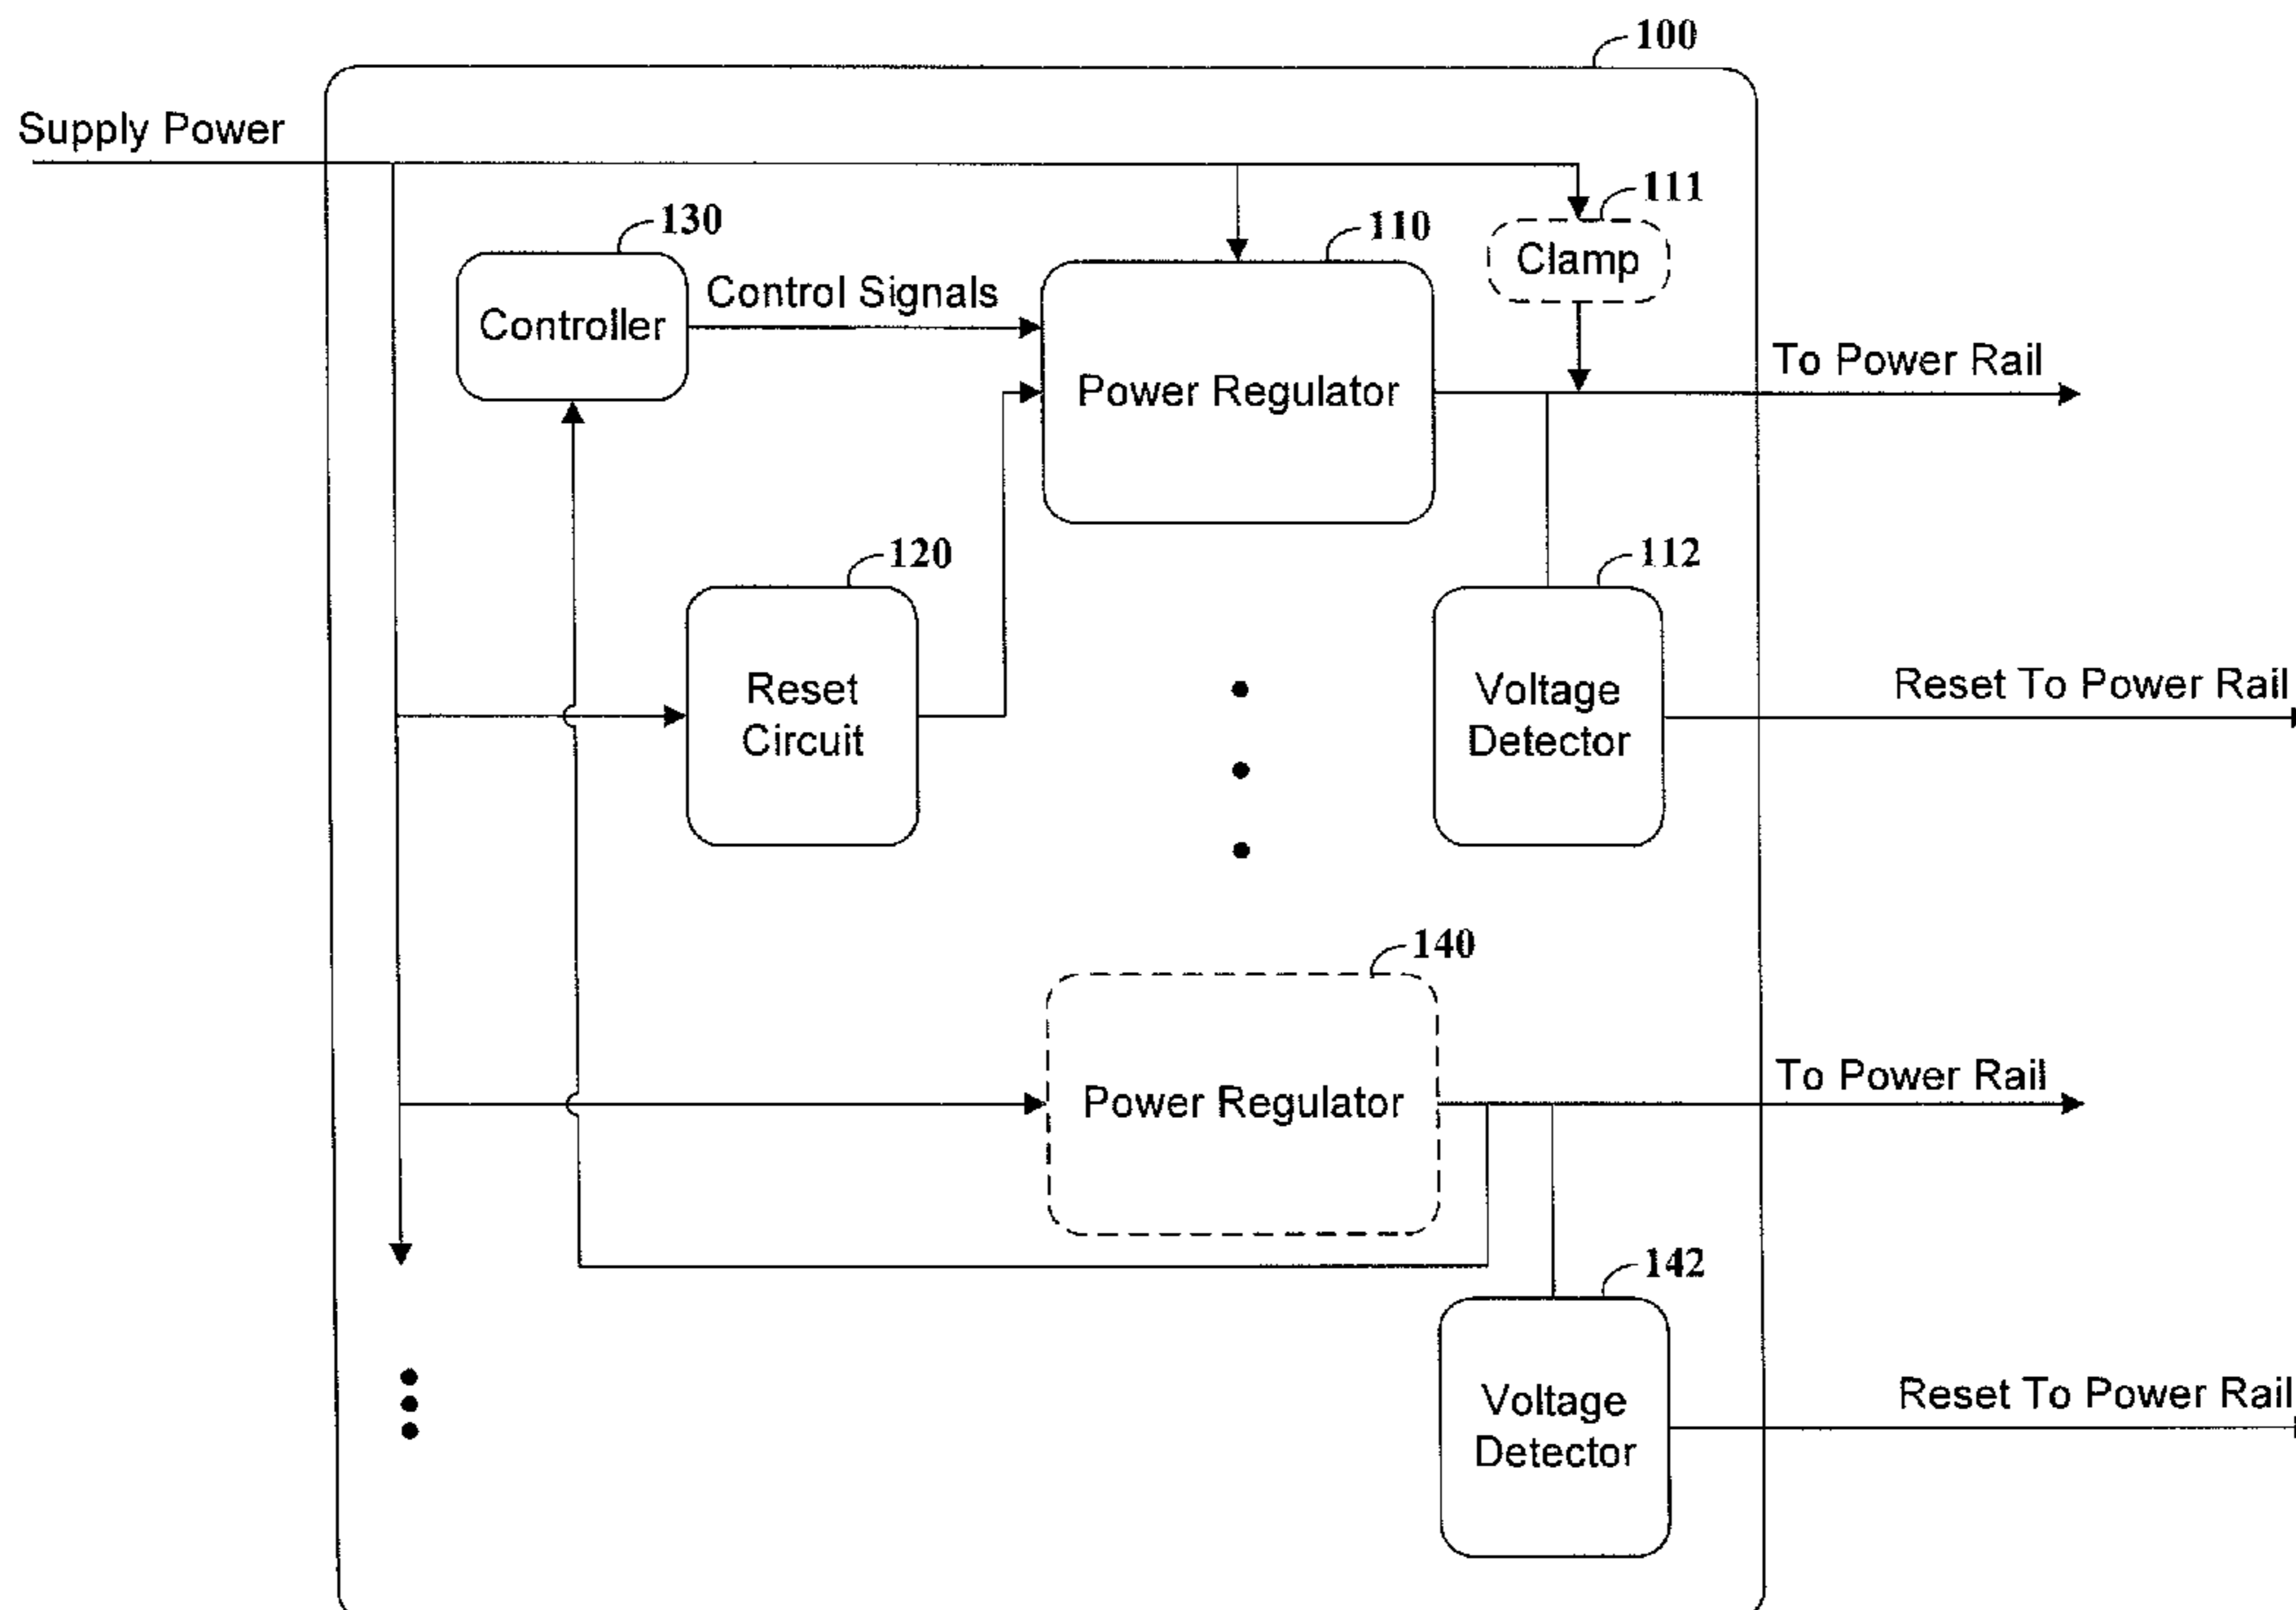 100
Supply Power
111
Clamp
130
110
Controller
Control Signals
Power Regulator
To Power Rail
120
112
Reset
Circuit
Voltage
Detector
Reset To Power Rail
140
Power Regulator
To Power Rail
142
Voltage
Detector
Reset To Power Rail